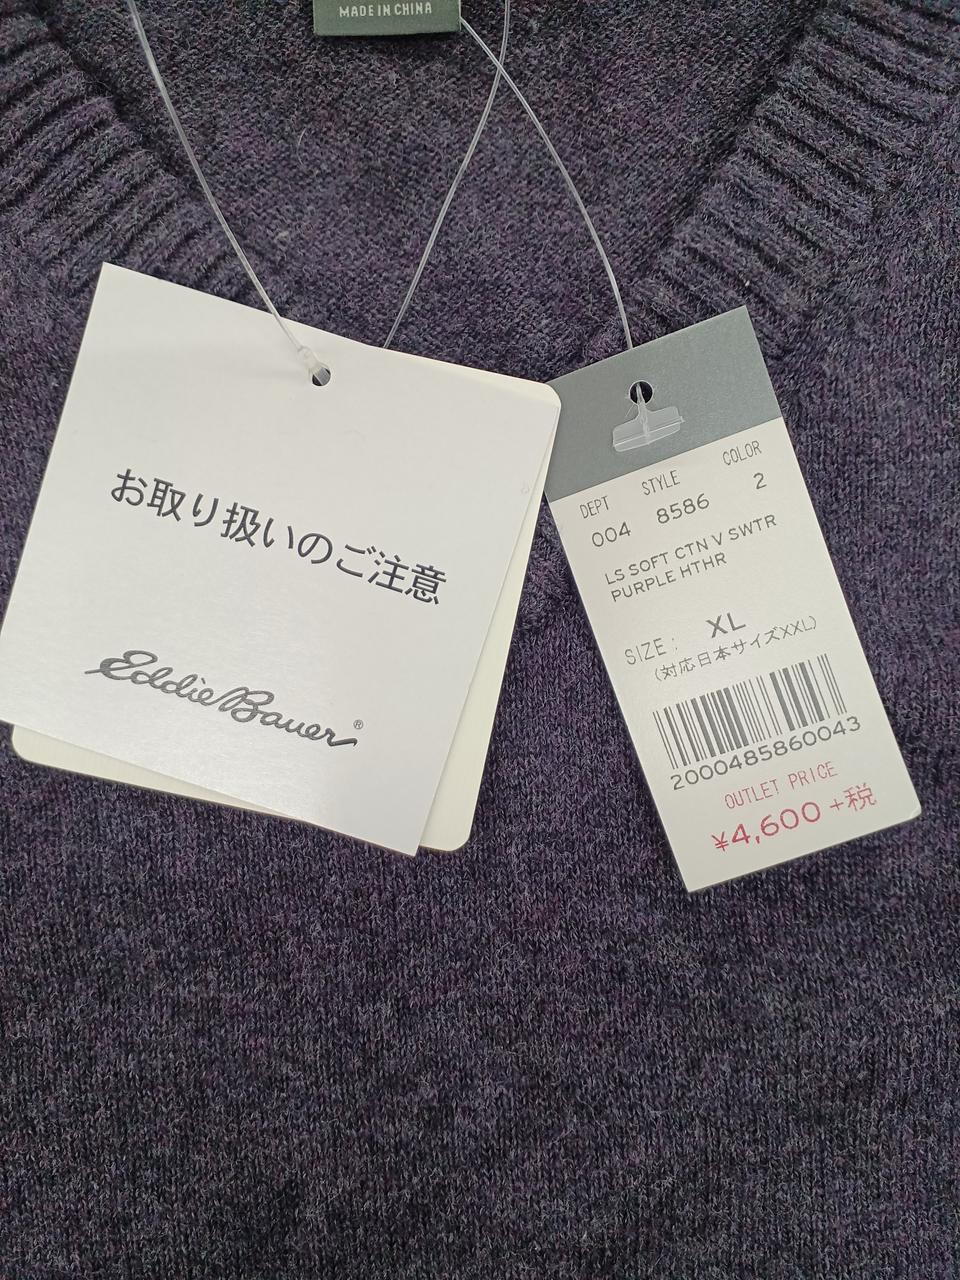 MADE IN CHINA
お取り扱いのご注意
Eddie Bauer®
DEPT STYLE COLOR
004 8586 2
LS SOFT CTN V SWTR
PURPLE HTHR
SIZE: XL
(対応日本サイズXXL)
2000485860043
OUTLET PRICE
¥4,600+税